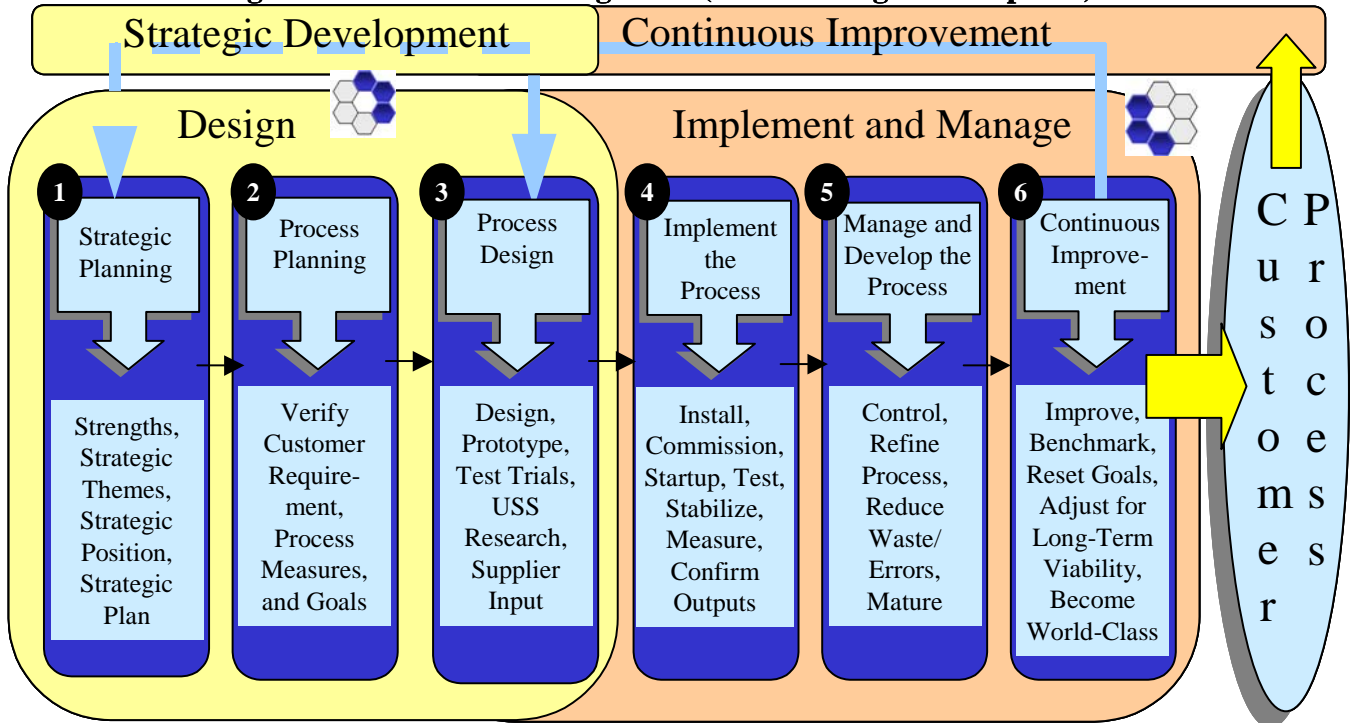 Strategic Development
Continuous Improvement
Design
Implement and Manage
1
Strategic
Planning
Strengths,
Strategic
Themes,
Strategic
Position,
Strategic
Plan
2
Process
Planning
Verify
Customer
Require-
ment,
Process
Measures,
and Goals
3
Process
Design
Design,
Prototype,
Test Trials,
USS
Research,
Supplier
Input
4
Implement
the
Process
Install,
Commission,
Startup, Test,
Stabilize,
Measure,
Confirm
Outputs
5
Manage and
Develop the
Process
Control,
Refine
Process,
Reduce
Waste/
Errors,
Mature
6
Continuous
Improve-
ment
Improve,
Benchmark,
Reset Goals,
Adjust for
Long-Term
Viability,
Become
World-Class
Customer
Process